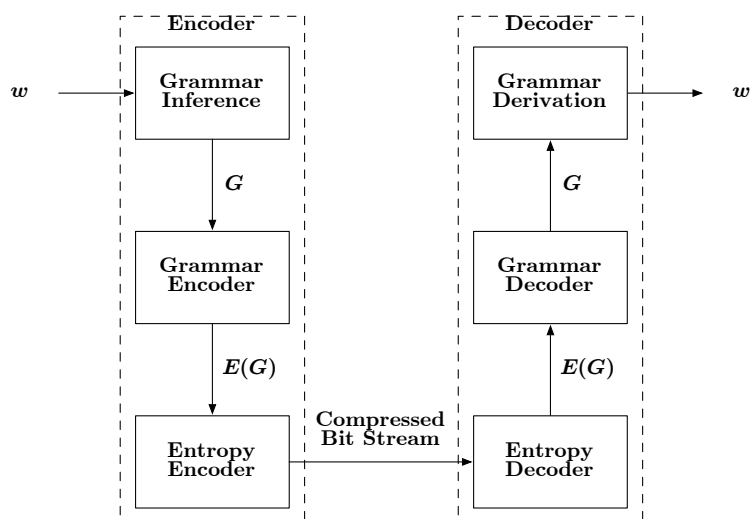 Encoder
w
Grammar
Inference
G
Grammar
Encoder
E(G)
Entropy
Encoder
Compressed
Bit Stream
Decoder
Grammar
Derivation
w
G
Grammar
Decoder
E(G)
Entropy
Decoder